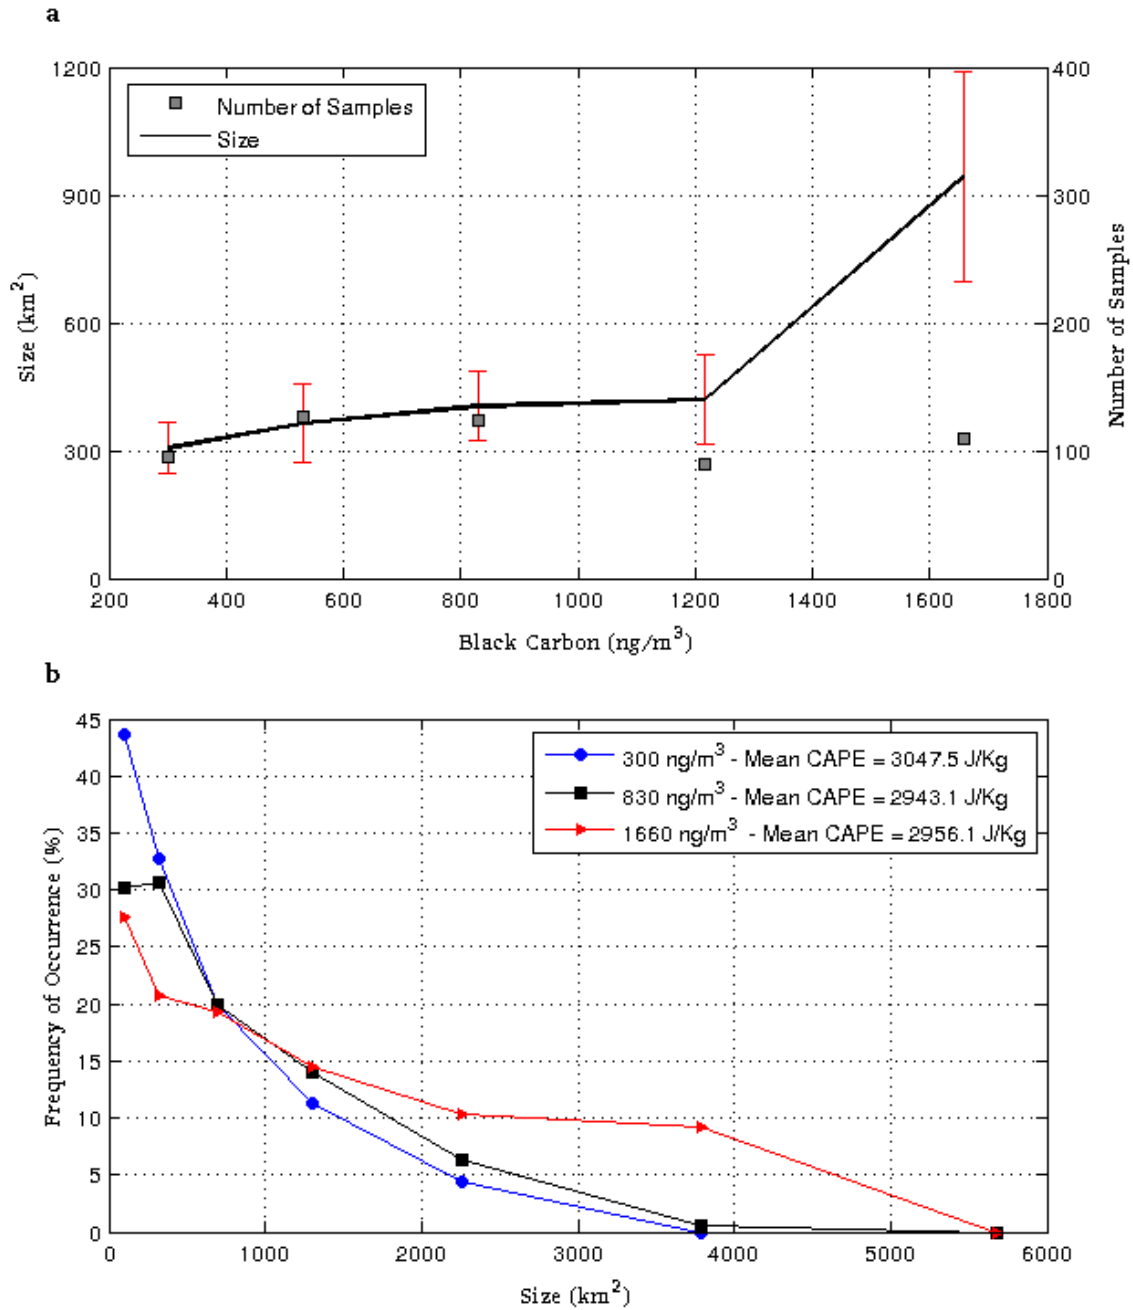 a
1200
900
600
300
0
Size (km²)
400
300
200
100
0
Number of Samples
Number of Samples
Size
200 400 600 800 1000 1200 1400 1600 1800
Black Carbon (ng/m³)
b
45
40
35
30
25
20
15
10
5
0
Frequency of Occurrence (%)
300 ng/m³ - Mean CAPE = 3047.5 J/Kg
830 ng/m³ - Mean CAPE = 2943.1 J/Kg
1660 ng/m³ - Mean CAPE = 2956.1 J/Kg
0 1000 2000 3000 4000 5000 6000
Size (km²)